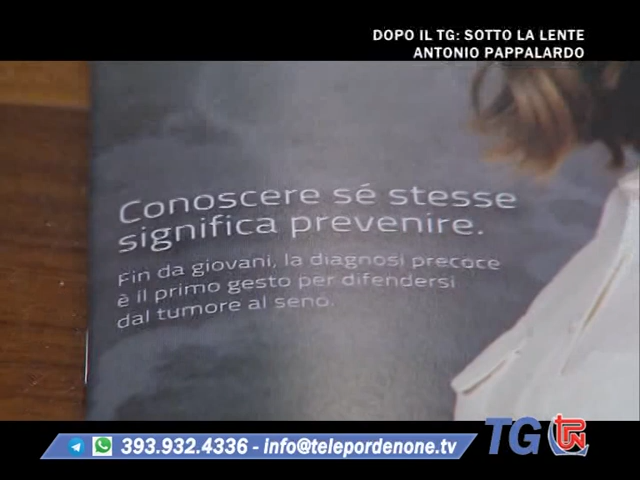 DOPO IL TG: SOTTO LA LENTE
ANTONIO PAPPALARDO
Conoscere sé stesse
significa prevenire.
Fin da giovani, la diagnosi precoce
è il primo gesto per difendersi
dal tumore al seno.
393.932.4336 - info@telepordenone.tv
TG TPN